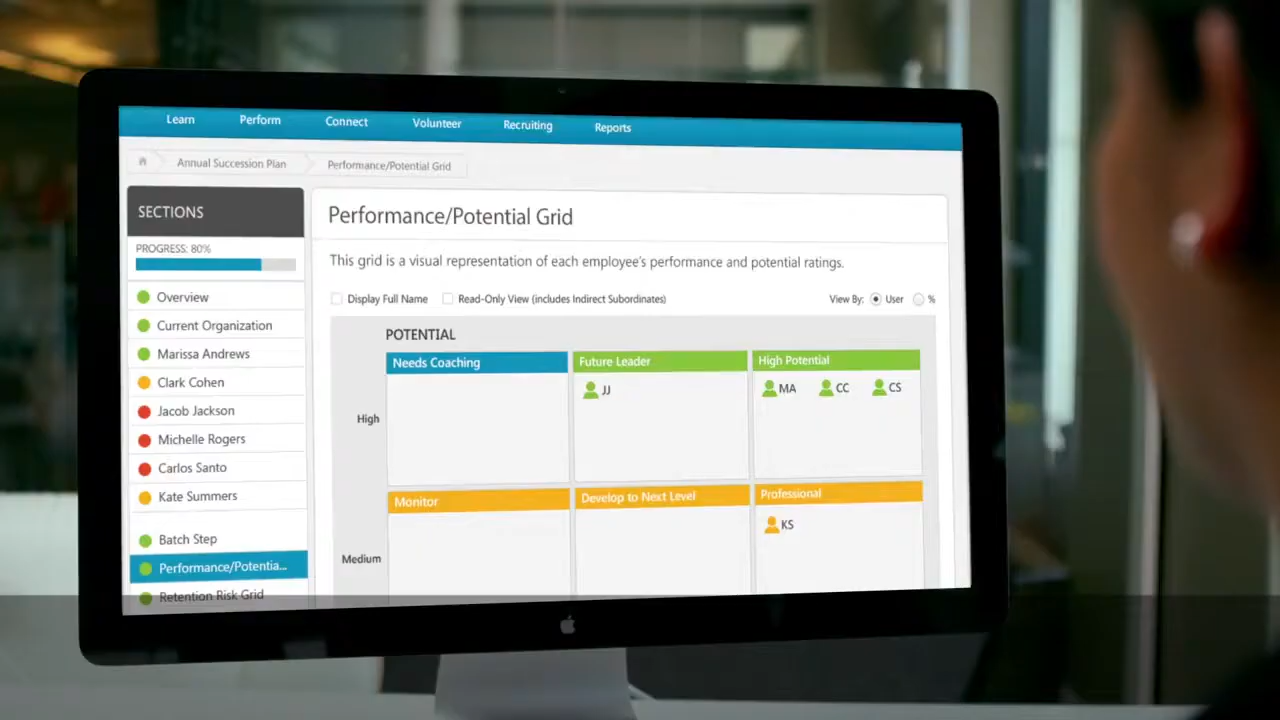 Learn Perform Connect Volunteer Recruiting Reports
Annual Succession Plan Performance/Potential Grid
SECTIONS
PROGRESS: 80%
Overview
Current Organization
Marissa Andrews
Clark Cohen
Jacob Jackson
Michelle Rogers
Carlos Santo
Kate Summers
Batch Step
Performance/Potentia...
Retention Risk Grid
Performance/Potential Grid
This grid is a visual representation of each employee's performance and potential ratings.
Display Full Name Read-Only View (includes Indirect Subordinates) View By: User %
POTENTIAL
Needs Coaching Future Leader High Potential
High JJ MA CC CS
Monitor Develop to Next Level Professional
Medium KS